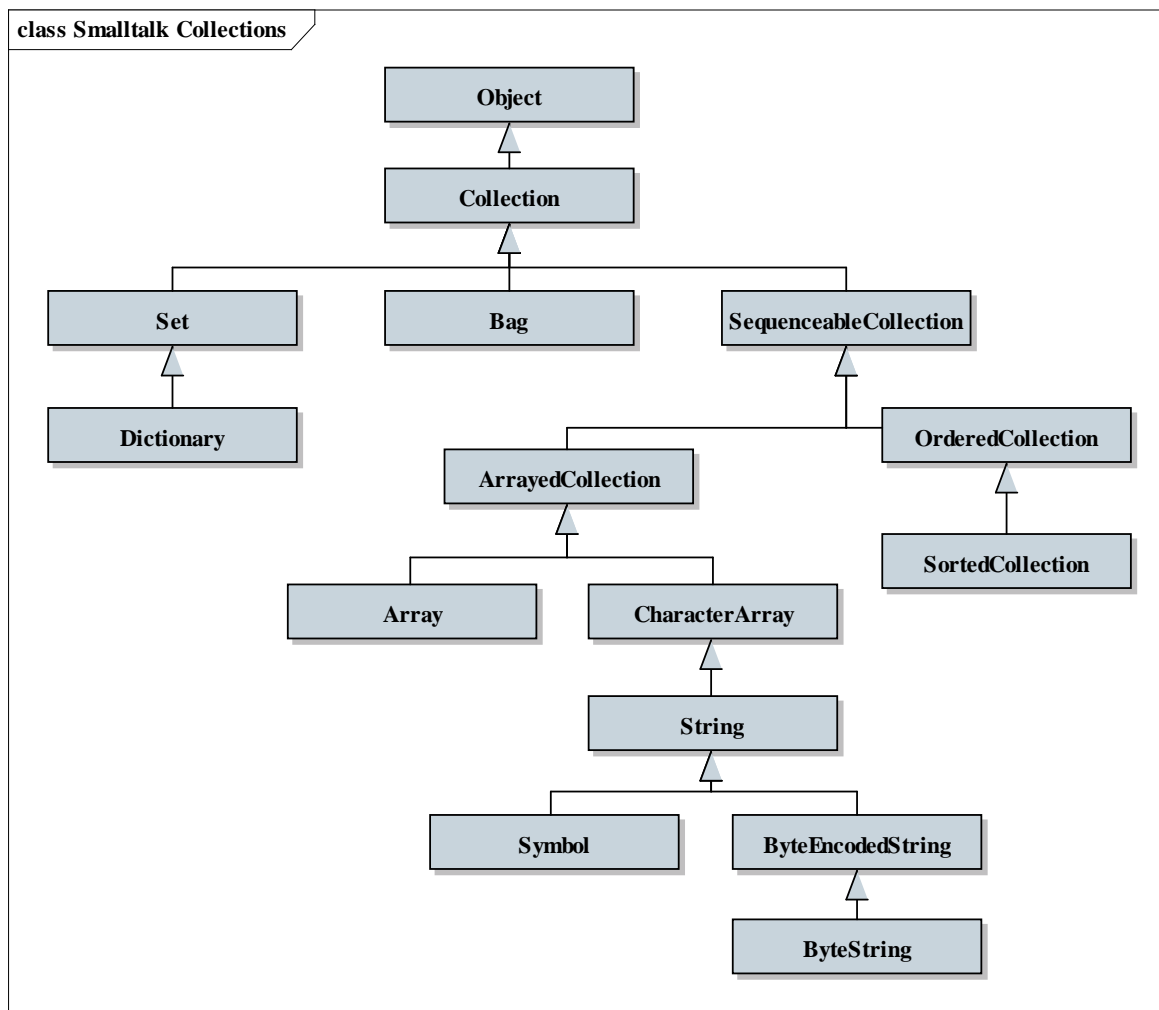 class Smalltalk Collections
Object
Collection
Set
Bag
SequenceableCollection
Dictionary
OrderedCollection
ArrayedCollection
SortedCollection
Array
CharacterArray
String
Symbol
ByteEncodedString
ByteString